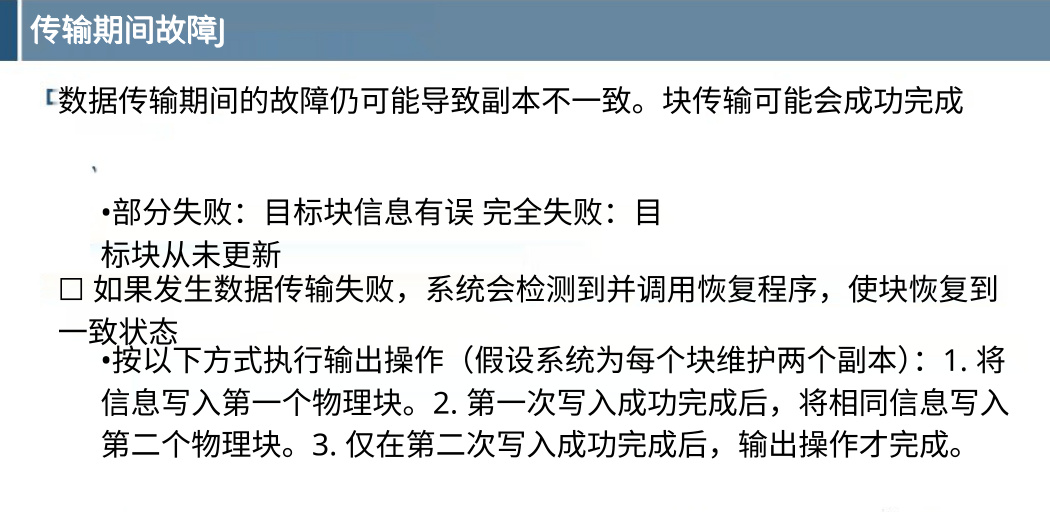 传输期间故障J
数据传输期间的故障仍可能导致副本不一致。块传输可能会成功完成
、
•部分失败：目标块信息有误 完全失败：目
标块从未更新
☐ 如果发生数据传输失败，系统会检测到并调用恢复程序，使块恢复到
一致状态
•按以下方式执行输出操作（假设系统为每个块维护两个副本）：1. 将
信息写入第一个物理块。2. 第一次写入成功完成后，将相同信息写入
第二个物理块。3. 仅在第二次写入成功完成后，输出操作才完成。